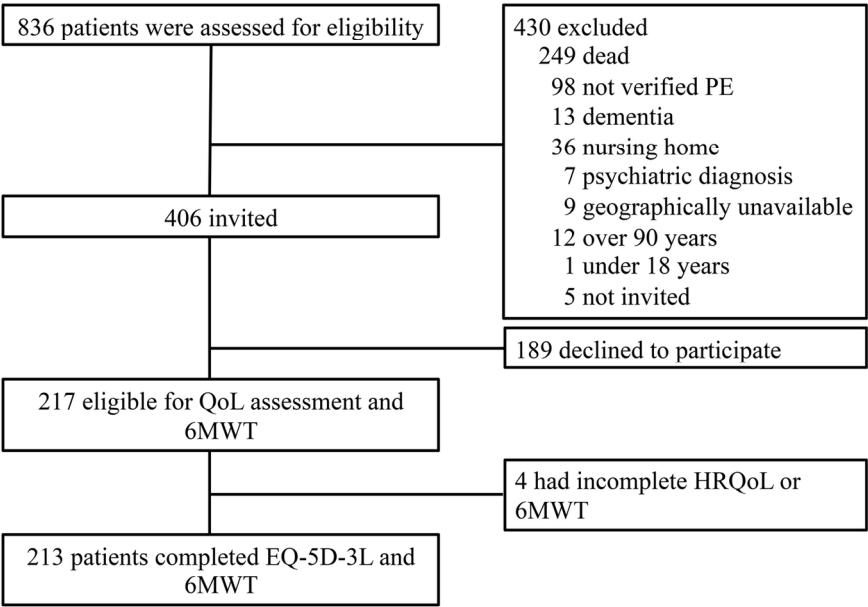 836 patients were assessed for eligibility
430 excluded
249 dead
98 not verified PE
13 dementia
36 nursing home
7 psychiatric diagnosis
9 geographically unavailable
12 over 90 years
1 under 18 years
5 not invited
406 invited
189 declined to participate
217 eligible for QoL assessment and
6MWT
4 had incomplete HRQoL or
6MWT
213 patients completed EQ-5D-3L and
6MWT